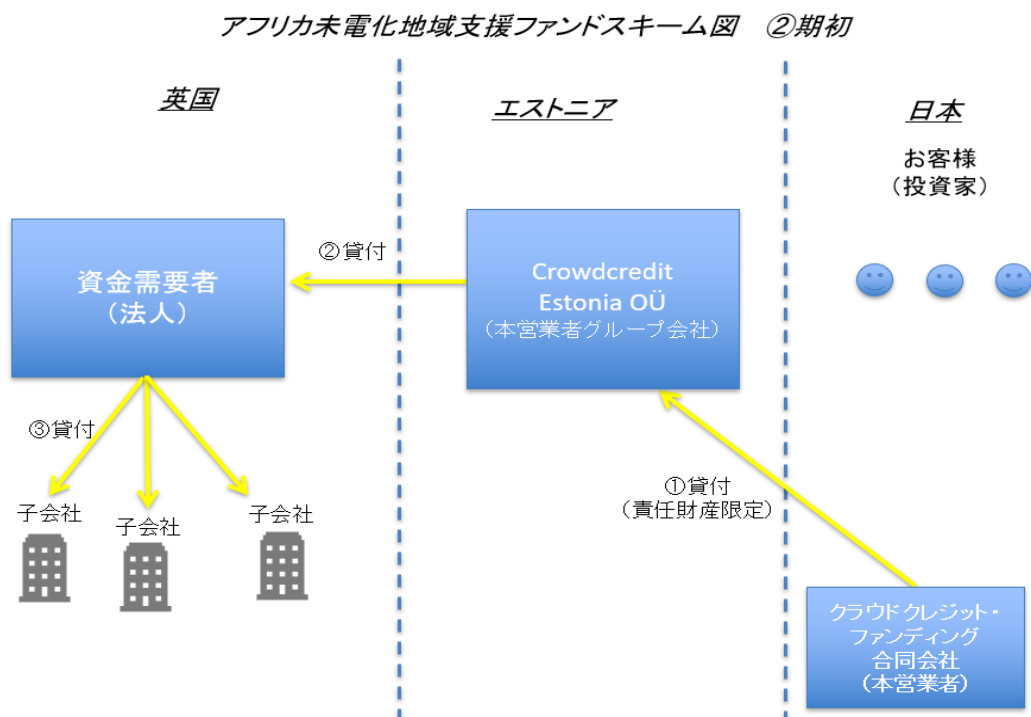 アフリカ未電化地域支援ファンドスキーム図　②期初
英国
エストニア
日本
お客様
（投資家）
資金需要者
（法人）
②貸付
Crowdcredit
Estonia OÜ
（本営業者グループ会社）
③貸付
子会社
子会社
子会社
①貸付
（責任財産限定）
クラウドクレジット・
ファンディング
合同会社
（本営業者）